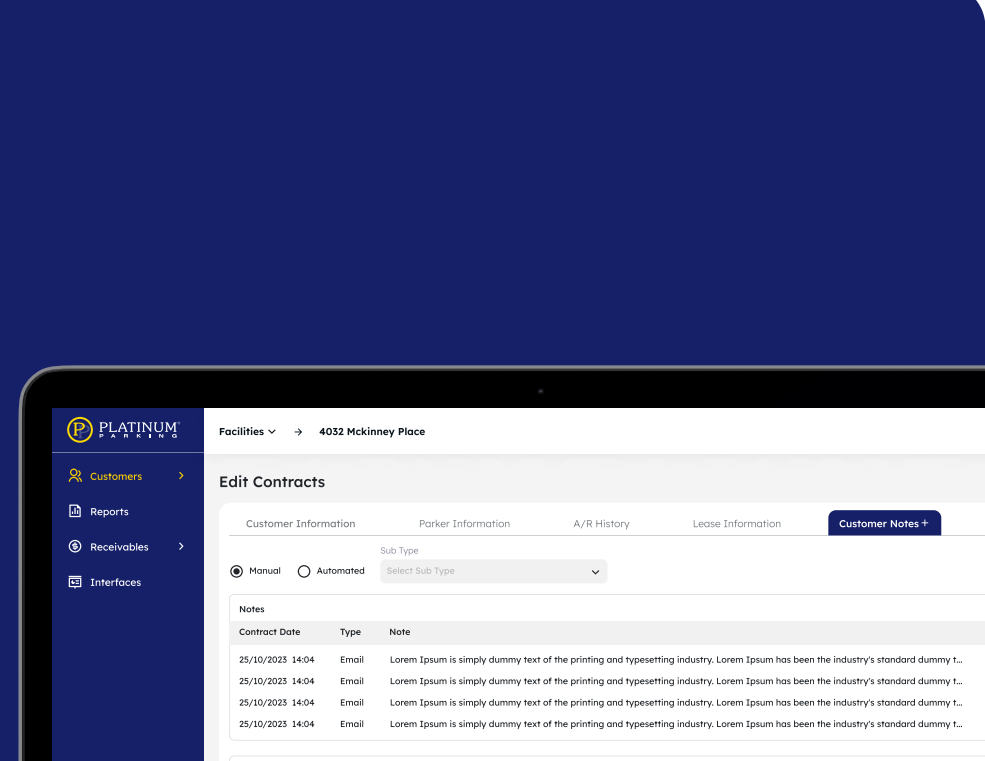 PLATINUM
PARKING
Facilities → 4032 Mckinney Place
Customers
Reports
Receivables
Interfaces
Edit Contracts
Customer Information Parker Information A/R History Lease Information Customer Notes +
Sub Type
Manual Automated Select Sub Type
Notes
Contract Date Type Note
25/10/2023 14:04 Email Lorem Ipsum is simply dummy text of the printing and typesetting industry. Lorem Ipsum has been the industry's standard dummy t...
25/10/2023 14:04 Email Lorem Ipsum is simply dummy text of the printing and typesetting industry. Lorem Ipsum has been the industry's standard dummy t...
25/10/2023 14:04 Email Lorem Ipsum is simply dummy text of the printing and typesetting industry. Lorem Ipsum has been the industry's standard dummy t...
25/10/2023 14:04 Email Lorem Ipsum is simply dummy text of the printing and typesetting industry. Lorem Ipsum has been the industry's standard dummy t...